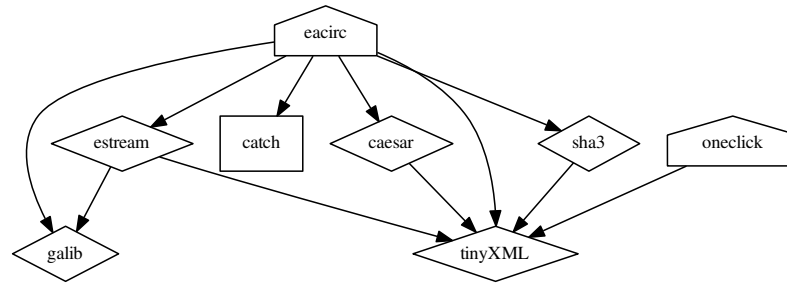 eacirc
estream
catch
caesar
sha3
oneclick
galib
tinyXML